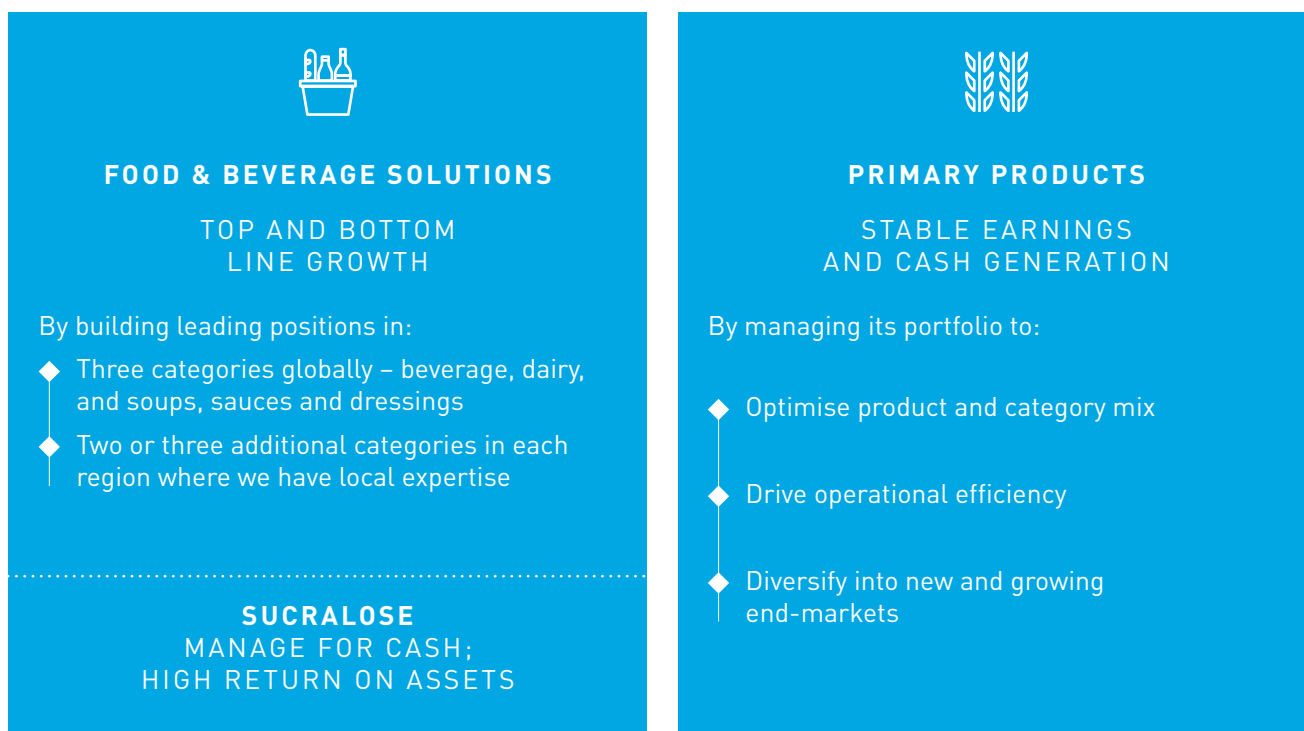 FOOD & BEVERAGE SOLUTIONS
TOP AND BOTTOM
LINE GROWTH
By building leading positions in:
Three categories globally – beverage, dairy,
and soups, sauces and dressings
Two or three additional categories in each
region where we have local expertise
SUCRALOSE
MANAGE FOR CASH;
HIGH RETURN ON ASSETS
PRIMARY PRODUCTS
STABLE EARNINGS
AND CASH GENERATION
By managing its portfolio to:
Optimise product and category mix
Drive operational efficiency
Diversify into new and growing
end-markets